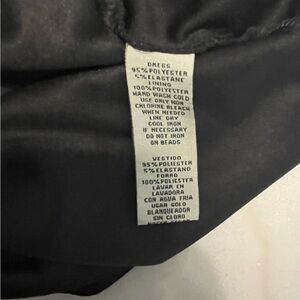 DRESS
95%POLYESTER
5%ELASTANE
LINING
100%POLYESTER
HAND WASH COLD
USE ONLY NON
CHLORINE BLEACH
WHEN NEEDED
LINE DRY
COOL IRON
IF NECESSARY
DO NOT IRON
ON BEADS
VESTIDO
95%POLIESTER
5%ELASTANO
FORRO
100%POLIESTER
LAVAR EN
LAVADORA
CON AGUA FRIA
USAR SOLO
BLANQUEADOR
SIN CLORO